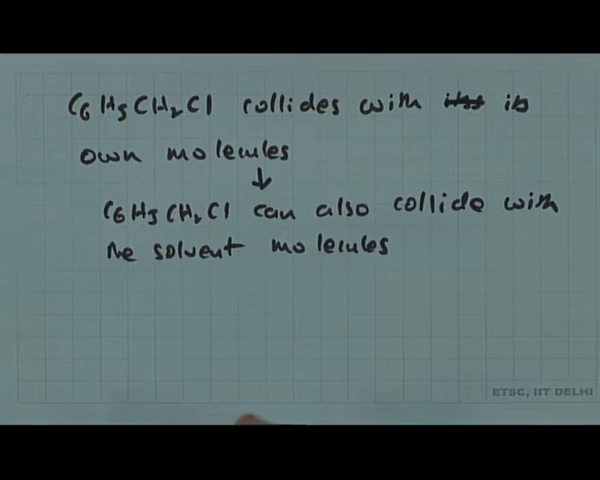 C6H5CH2Cl collides with its
own molecules
↓
C6H5CH2Cl can also collide with
the solvent molecules
ETSC, IIT DELHI